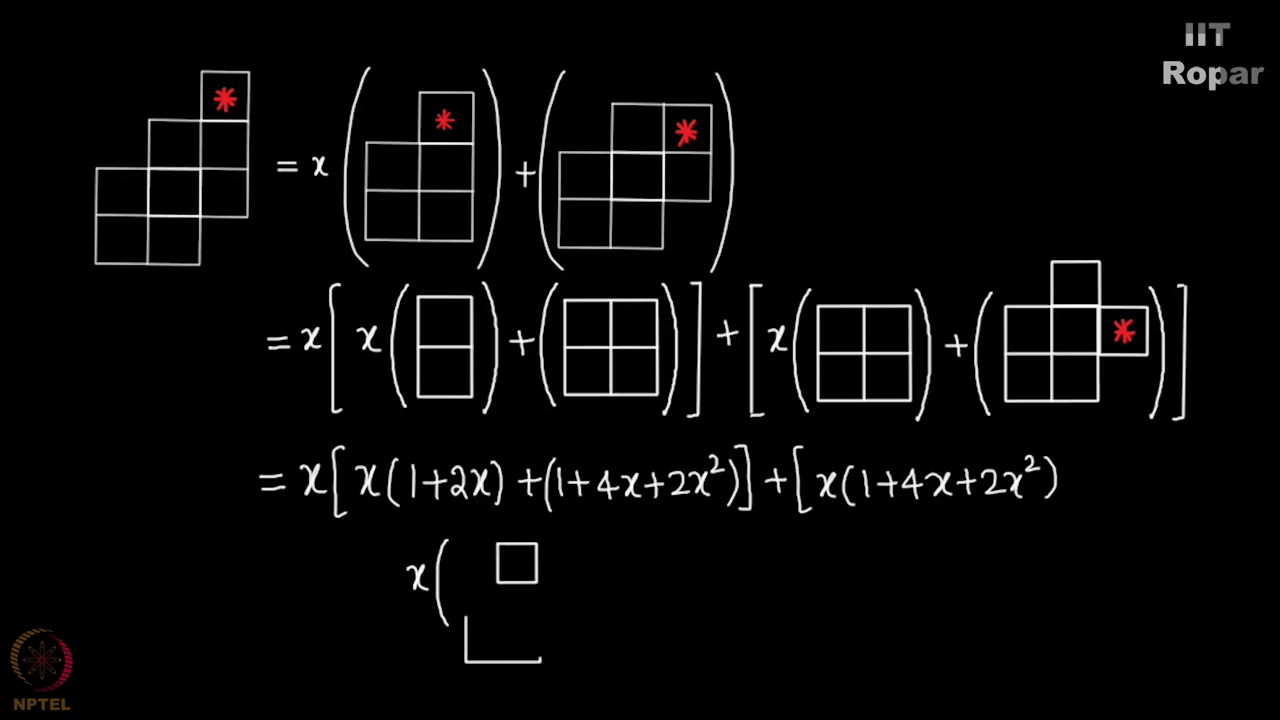 IIT
Ropar
* = x ( * ) + ( * )
= x [ x ( ) + ( ) ] + [ x ( ) + ( * ) ]
= x [ x (1+2x) + (1+4x+2x²) ] + [ x (1+4x+2x²)
x (
NPTEL